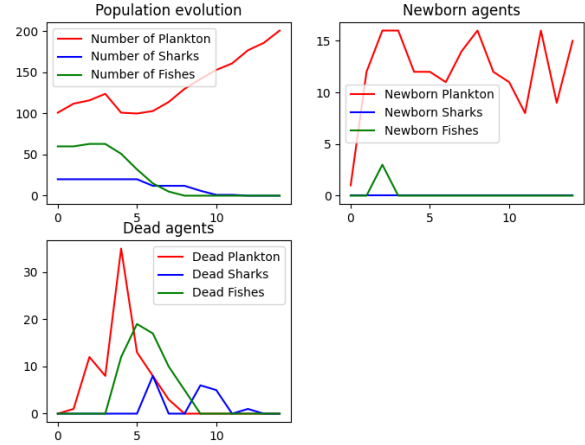 Population evolution
200
150
100
50
0
0
5
10
Number of Plankton
Number of Sharks
Number of Fishes
Newborn agents
15
10
5
0
0
5
10
Newborn Plankton
Newborn Sharks
Newborn Fishes
Dead agents
30
20
10
0
0
5
10
Dead Plankton
Dead Sharks
Dead Fishes